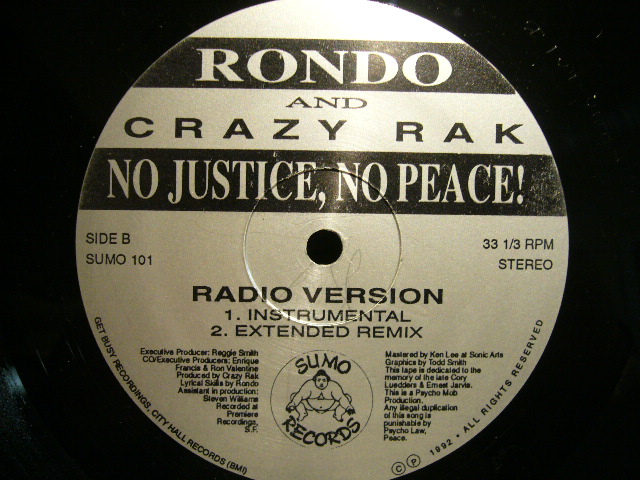 RONDO
AND
CRAZY RAK
NO JUSTICE, NO PEACE!
SIDE B
SUMO 101
33 1/3 RPM
STEREO
RADIO VERSION
1. INSTRUMENTAL
2. EXTENDED REMIX
Executive Producer: Reggie Smith
CO/Executive Producers: Enrique
Francis & Ron Valentine
Produced by Crazy Rak
Lyrical Skills by Rondo
Assistant in production:
Steven Williams
Recorded at
Premiere
Recordings,
S.F.
SUMO
RECORDS
Mastered by Ken Lee at Sonic Arts
Graphics by Todd Smith
This tape is dedicated to the
memory of the late Cory
Luedders & Ernest Jarvis.
This is a Psycho Mob
Production.
Any illegal duplication
of this song is
punishable by
Psycho Law,
Peace.
GET BUSY RECORDINGS, CITY HALL RECORDS (BMI)
© ℗ 1992 • ALL RIGHTS RESERVED